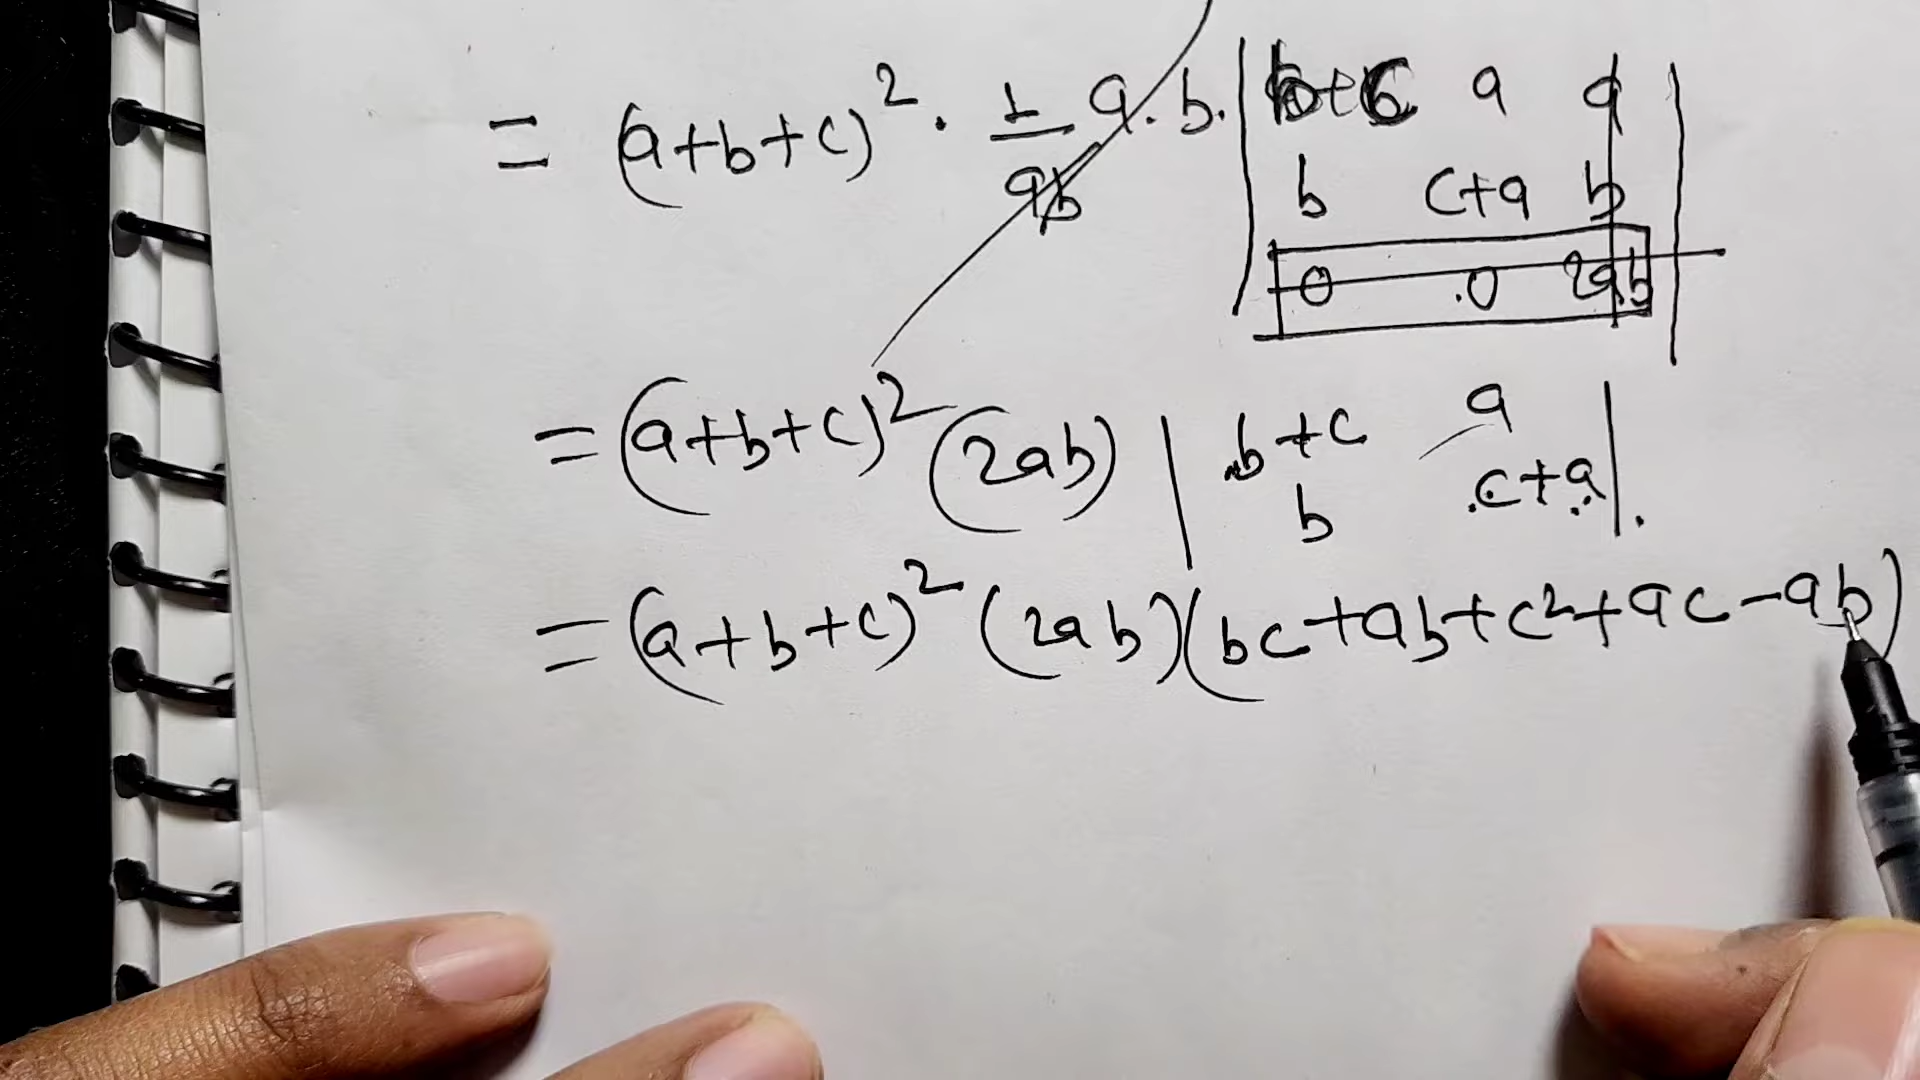 = (a+b+c)² · 1/ab a.b. | b+c a a
b c+a b
0 .0 2ab |
= (a+b+c)² (2ab) | b+c a
b c+a |.
= (a+b+c)² (2ab)(bc+ab+c²+ac-ab)